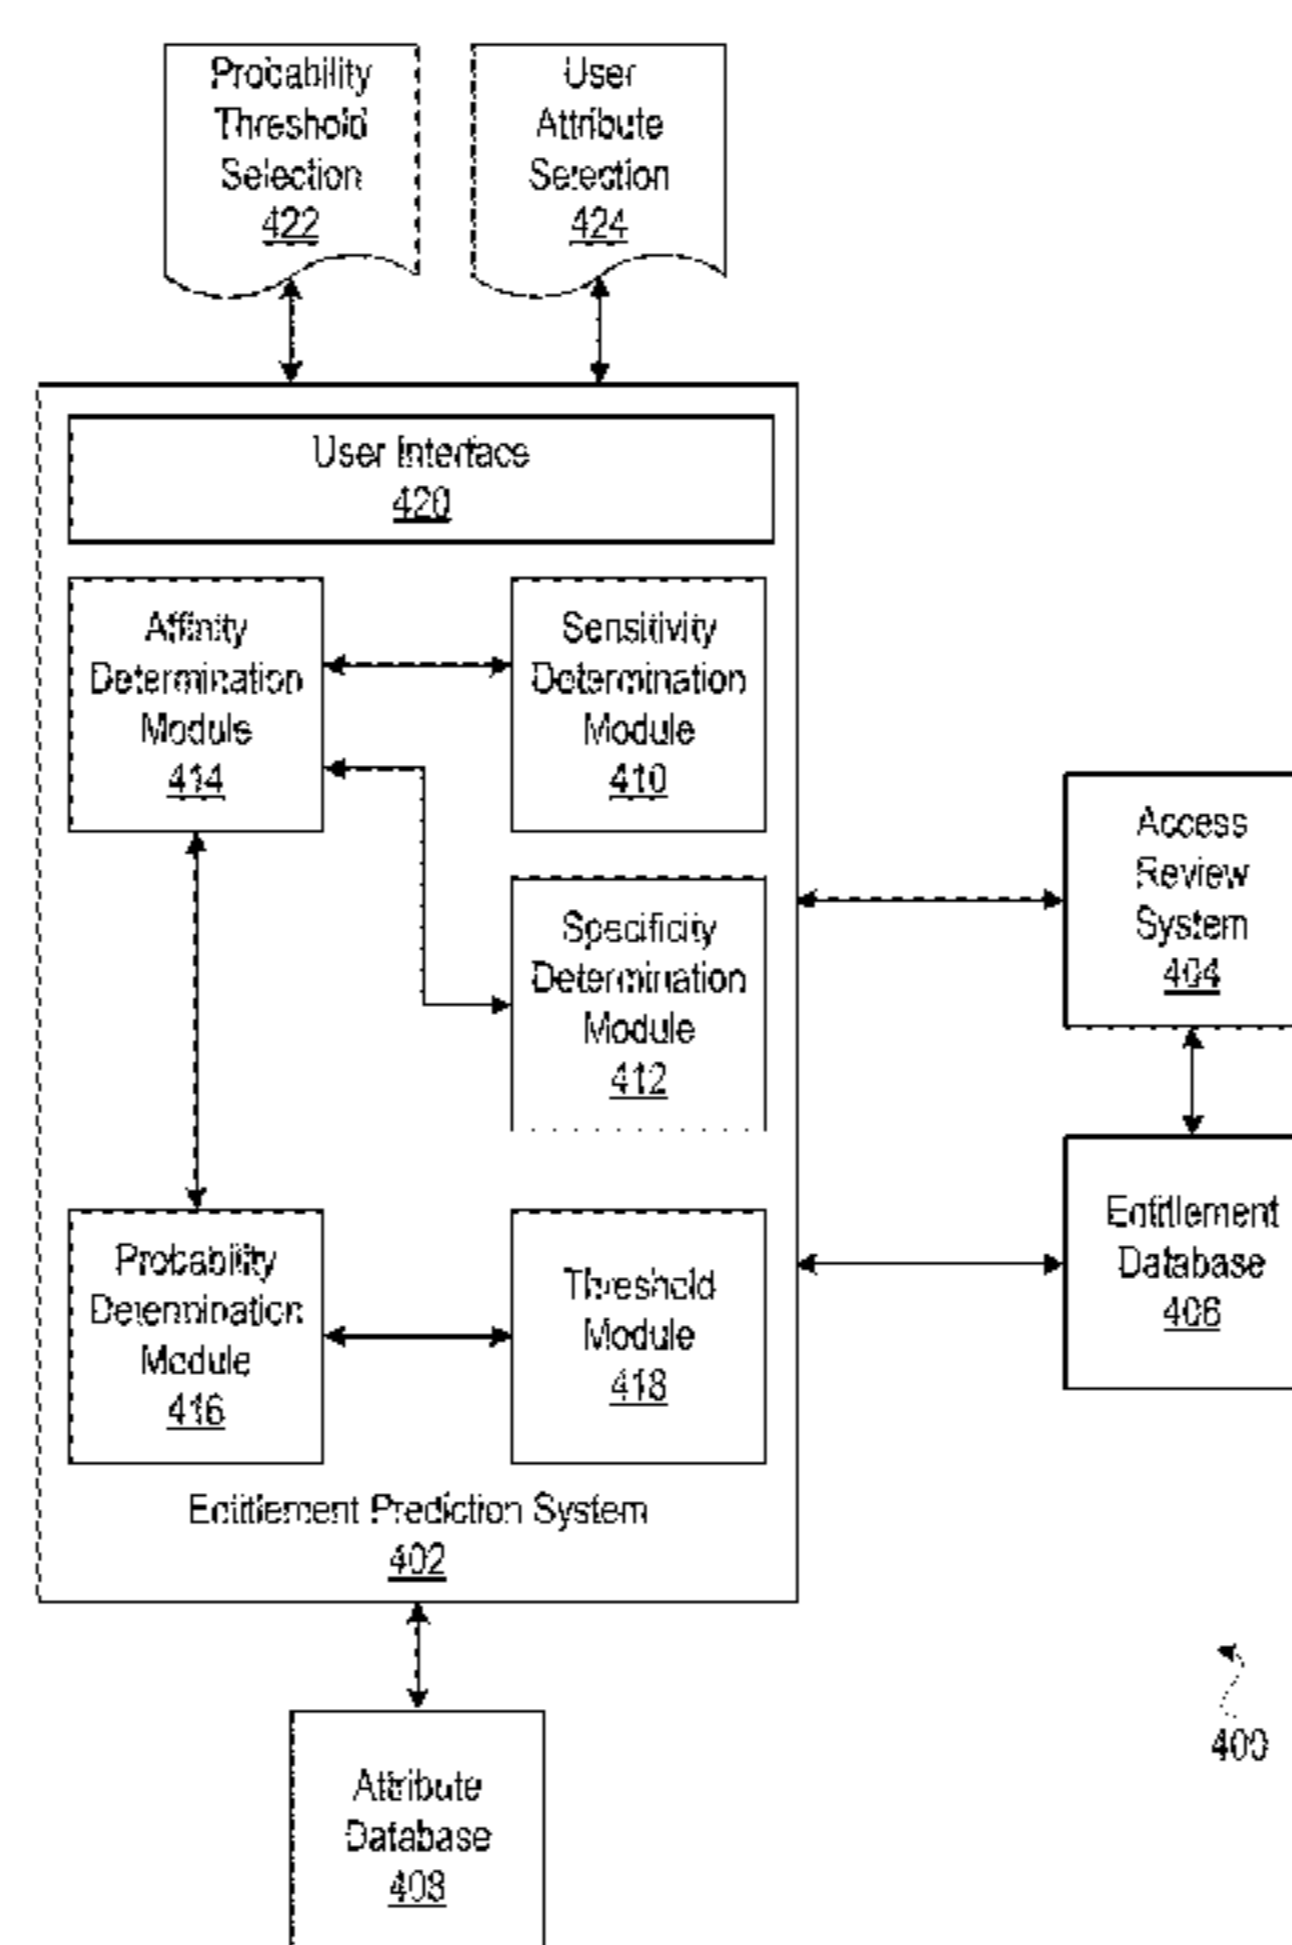 Probability
Threshold
Selection
422
User
Attribute
Selection
424
User Interface
420
Affinity
Determination
Module
414
Sensitivity
Determination
Module
410
Specificity
Determination
Module
412
Access
Review
System
404
Entitlement
Database
406
Probability
Determination
Module
416
Threshold
Module
418
Entitlement Prediction System
402
Attribute
Database
408
400